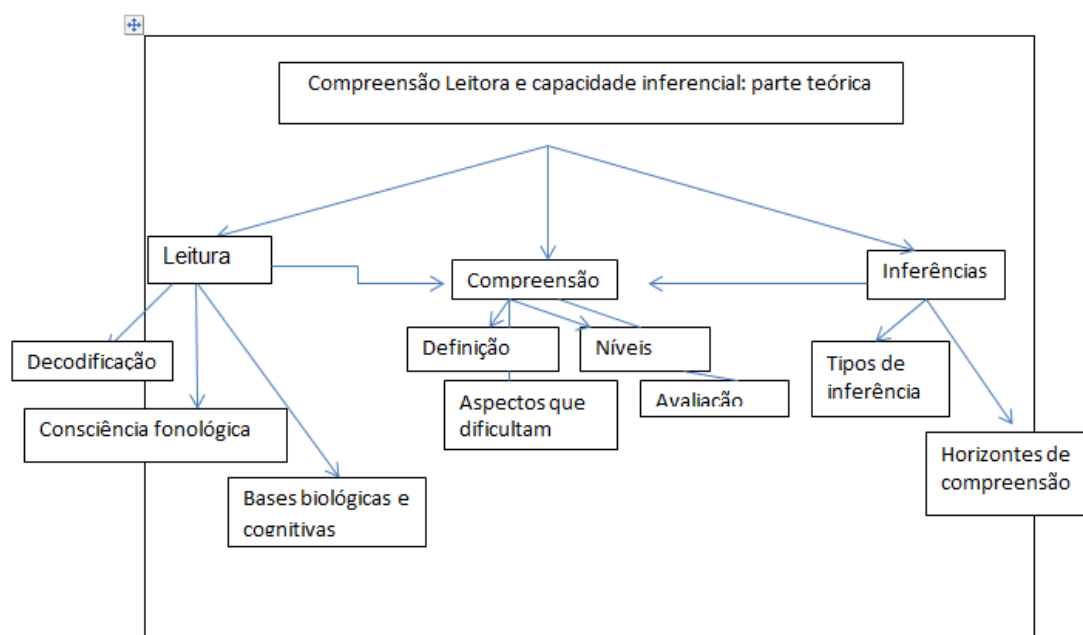 Compreensão Leitora e capacidade inferencial: parte teórica
Leitura
Compreensão
Inferências
Decodificação
Definição
Níveis
Tipos de
inferência
Consciência fonológica
Aspectos que
dificultam
Avaliação
Horizontes de
compreensão
Bases biológicas e
cognitivas